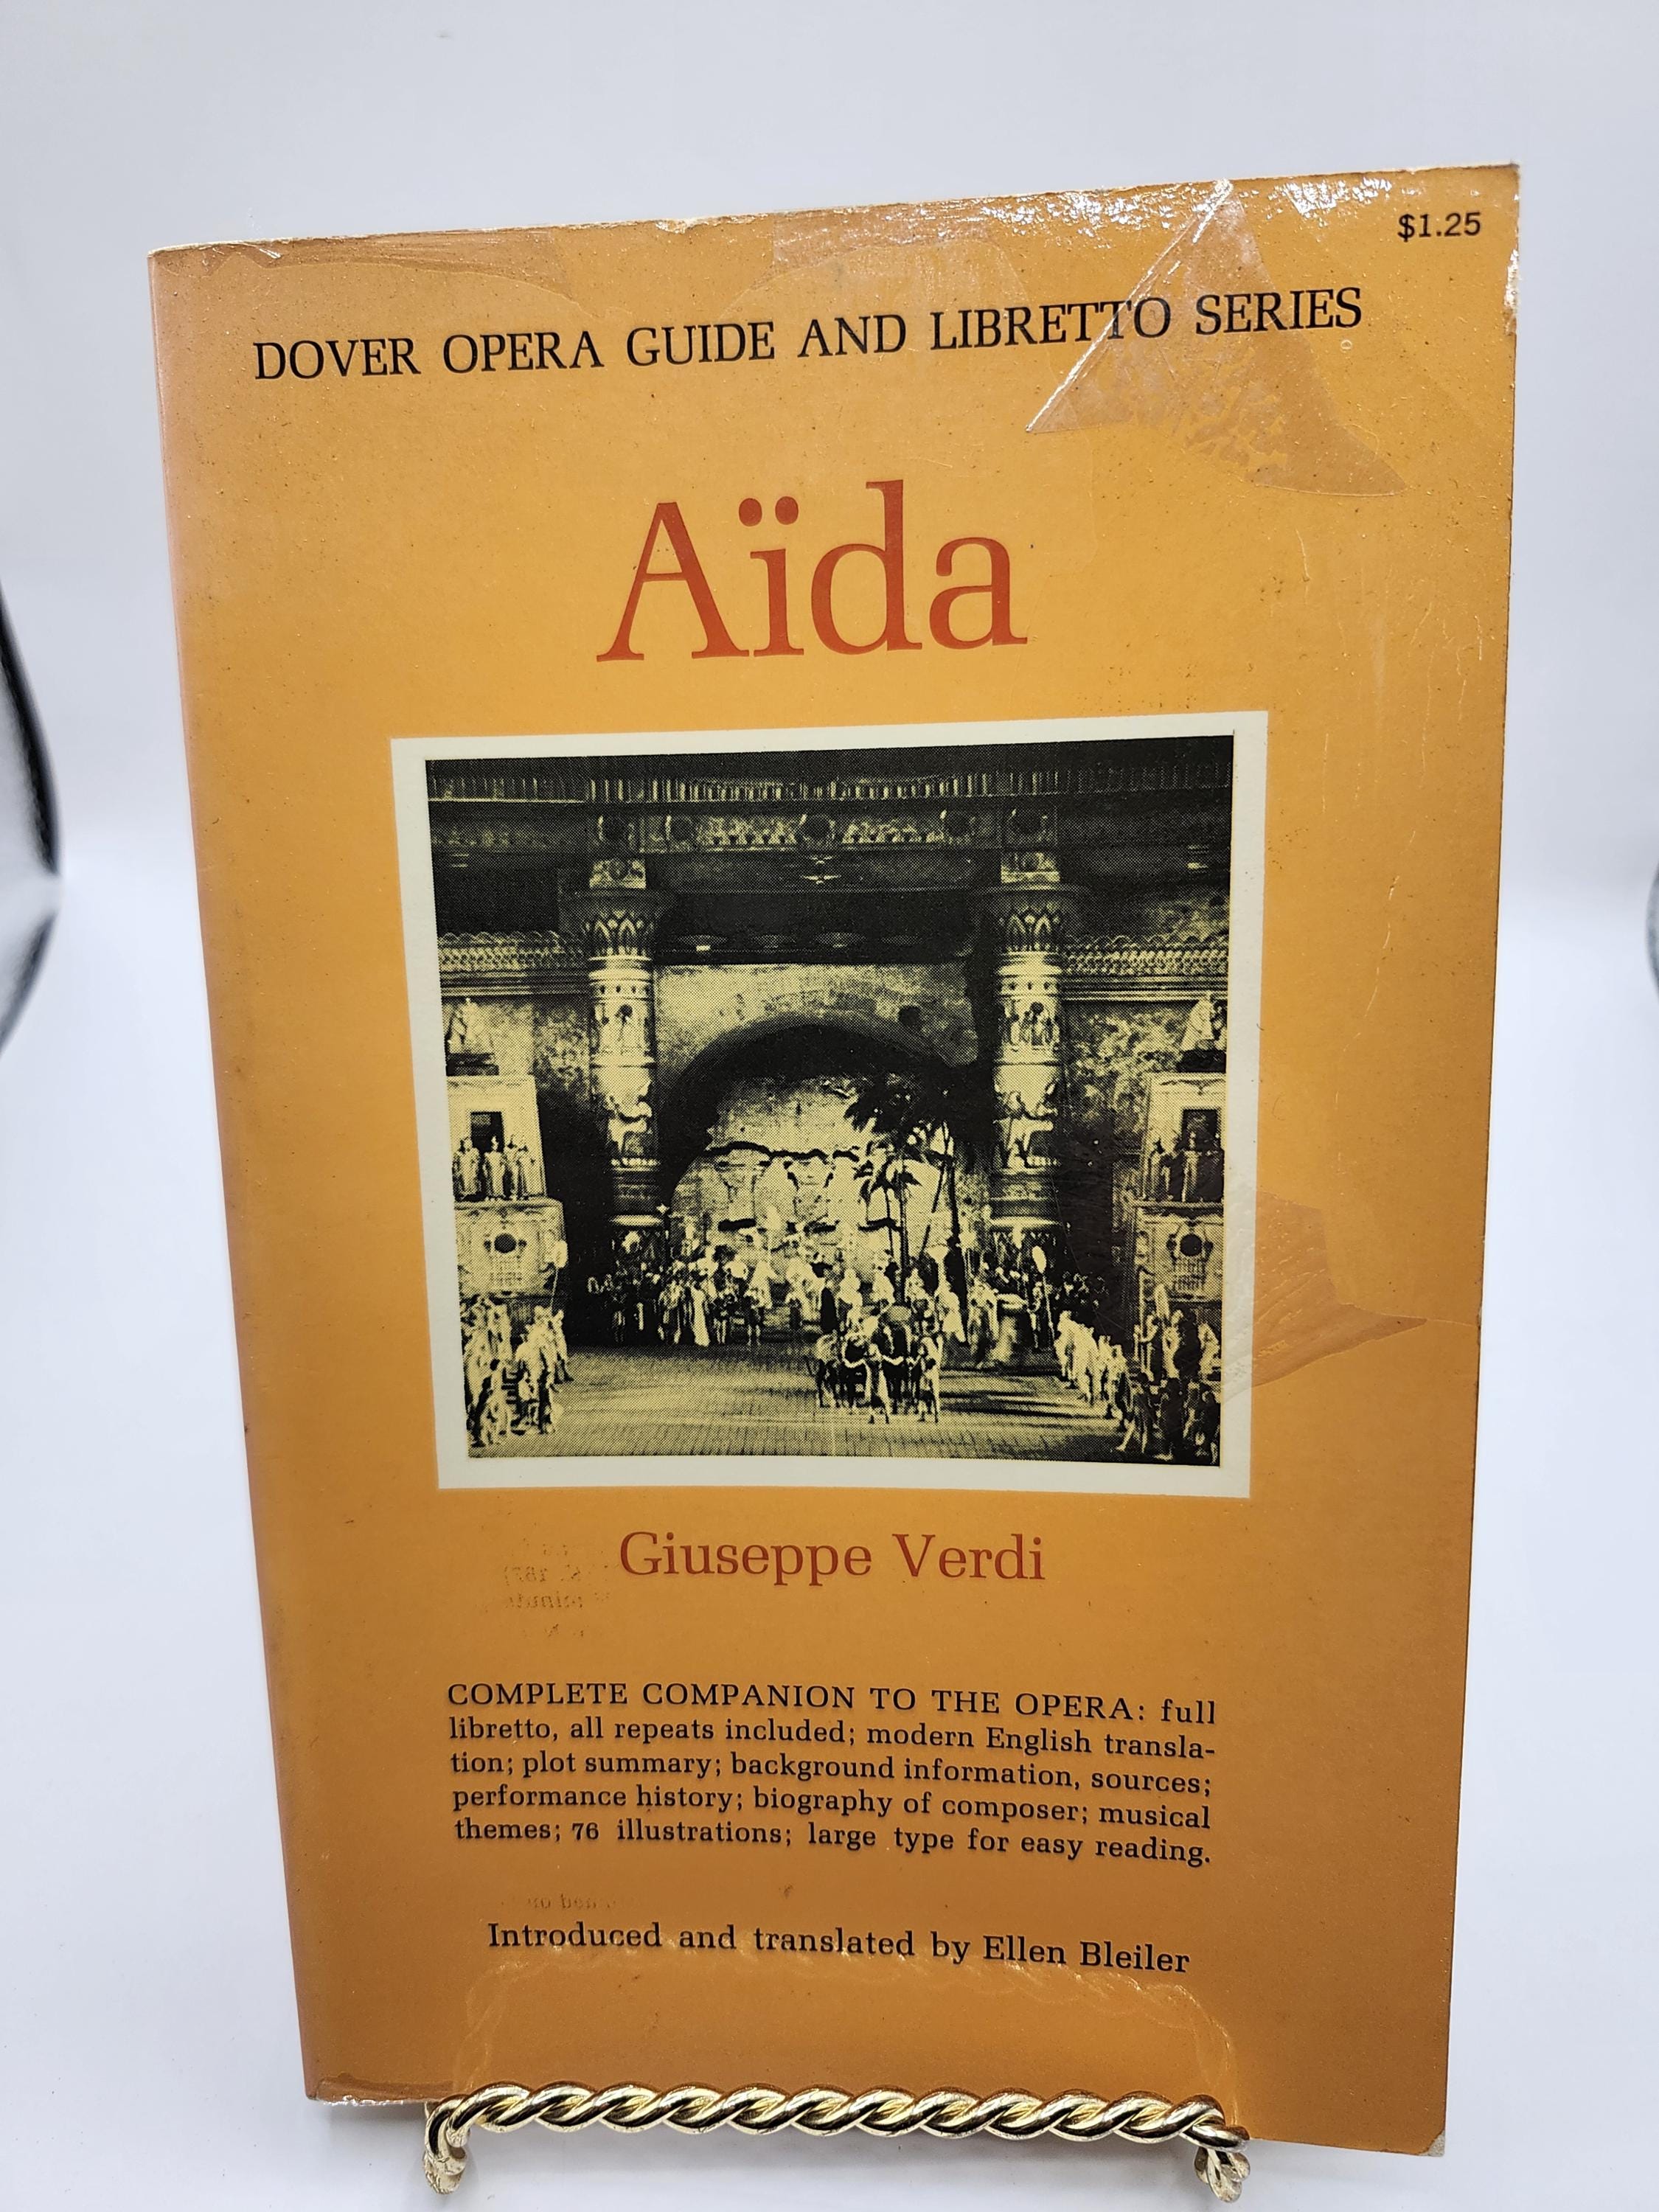 $1.25
DOVER OPERA GUIDE AND LIBRETTO SERIES
Aïda
Giuseppe Verdi
COMPLETE COMPANION TO THE OPERA: full
libretto, all repeats included; modern English transla-
tion; plot summary; background information, sources;
performance history; biography of composer; musical
themes; 76 illustrations; large type for easy reading.
Introduced and translated by Ellen Bleiler